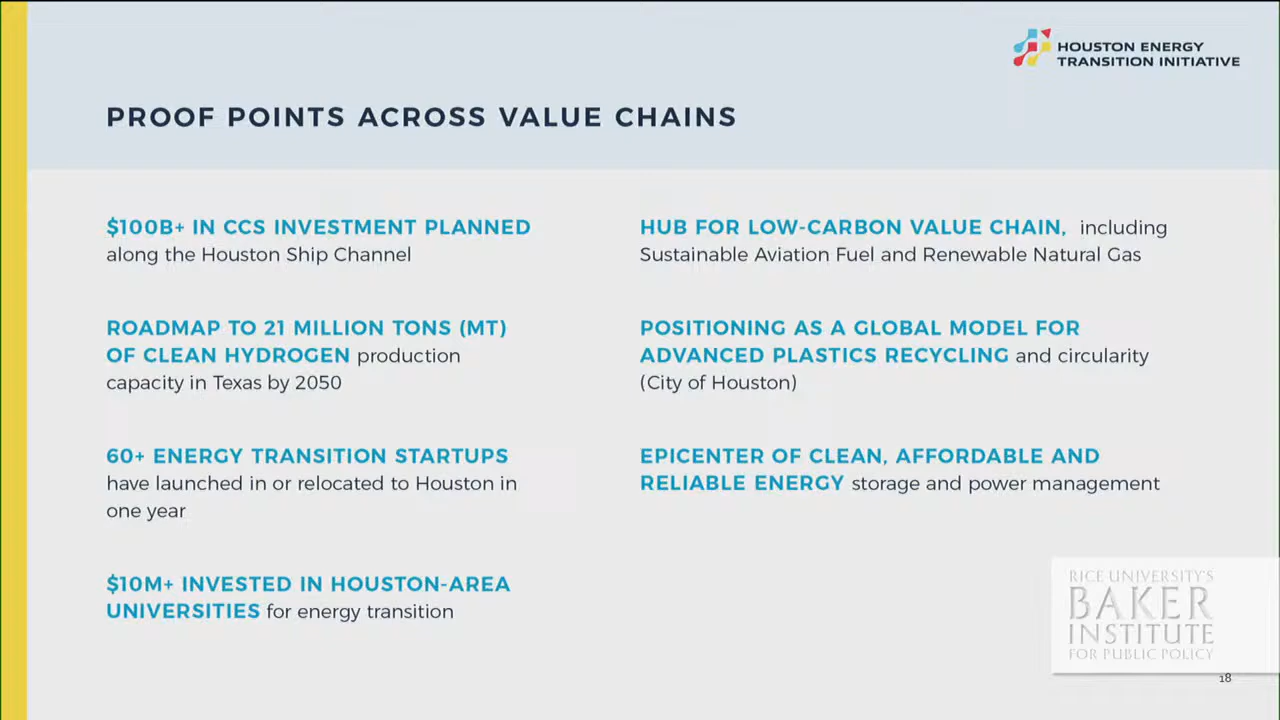 HOUSTON ENERGY
TRANSITION INITIATIVE
PROOF POINTS ACROSS VALUE CHAINS
$100B+ IN CCS INVESTMENT PLANNED
along the Houston Ship Channel
ROADMAP TO 21 MILLION TONS (MT)
OF CLEAN HYDROGEN production
capacity in Texas by 2050
60+ ENERGY TRANSITION STARTUPS
have launched in or relocated to Houston in
one year
$10M+ INVESTED IN HOUSTON-AREA
UNIVERSITIES for energy transition
HUB FOR LOW-CARBON VALUE CHAIN, including
Sustainable Aviation Fuel and Renewable Natural Gas
POSITIONING AS A GLOBAL MODEL FOR
ADVANCED PLASTICS RECYCLING and circularity
(City of Houston)
EPICENTER OF CLEAN, AFFORDABLE AND
RELIABLE ENERGY storage and power management
RICE UNIVERSITY'S
BAKER
INSTITUTE
FOR PUBLIC POLICY
18